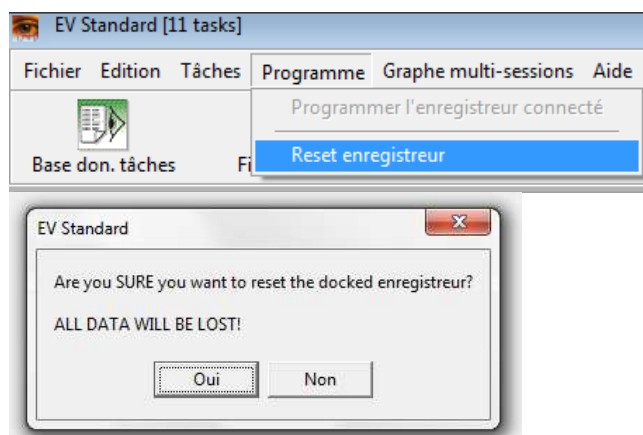 EV Standard [11 tasks]
Fichier Edition Tâches Programme Graphe multi-sessions Aide
Programmer l'enregistreur connecté
Reset enregistreur
Base don. tâches Fi
EV Standard
Are you SURE you want to reset the docked enregistreur?
ALL DATA WILL BE LOST!
Oui Non